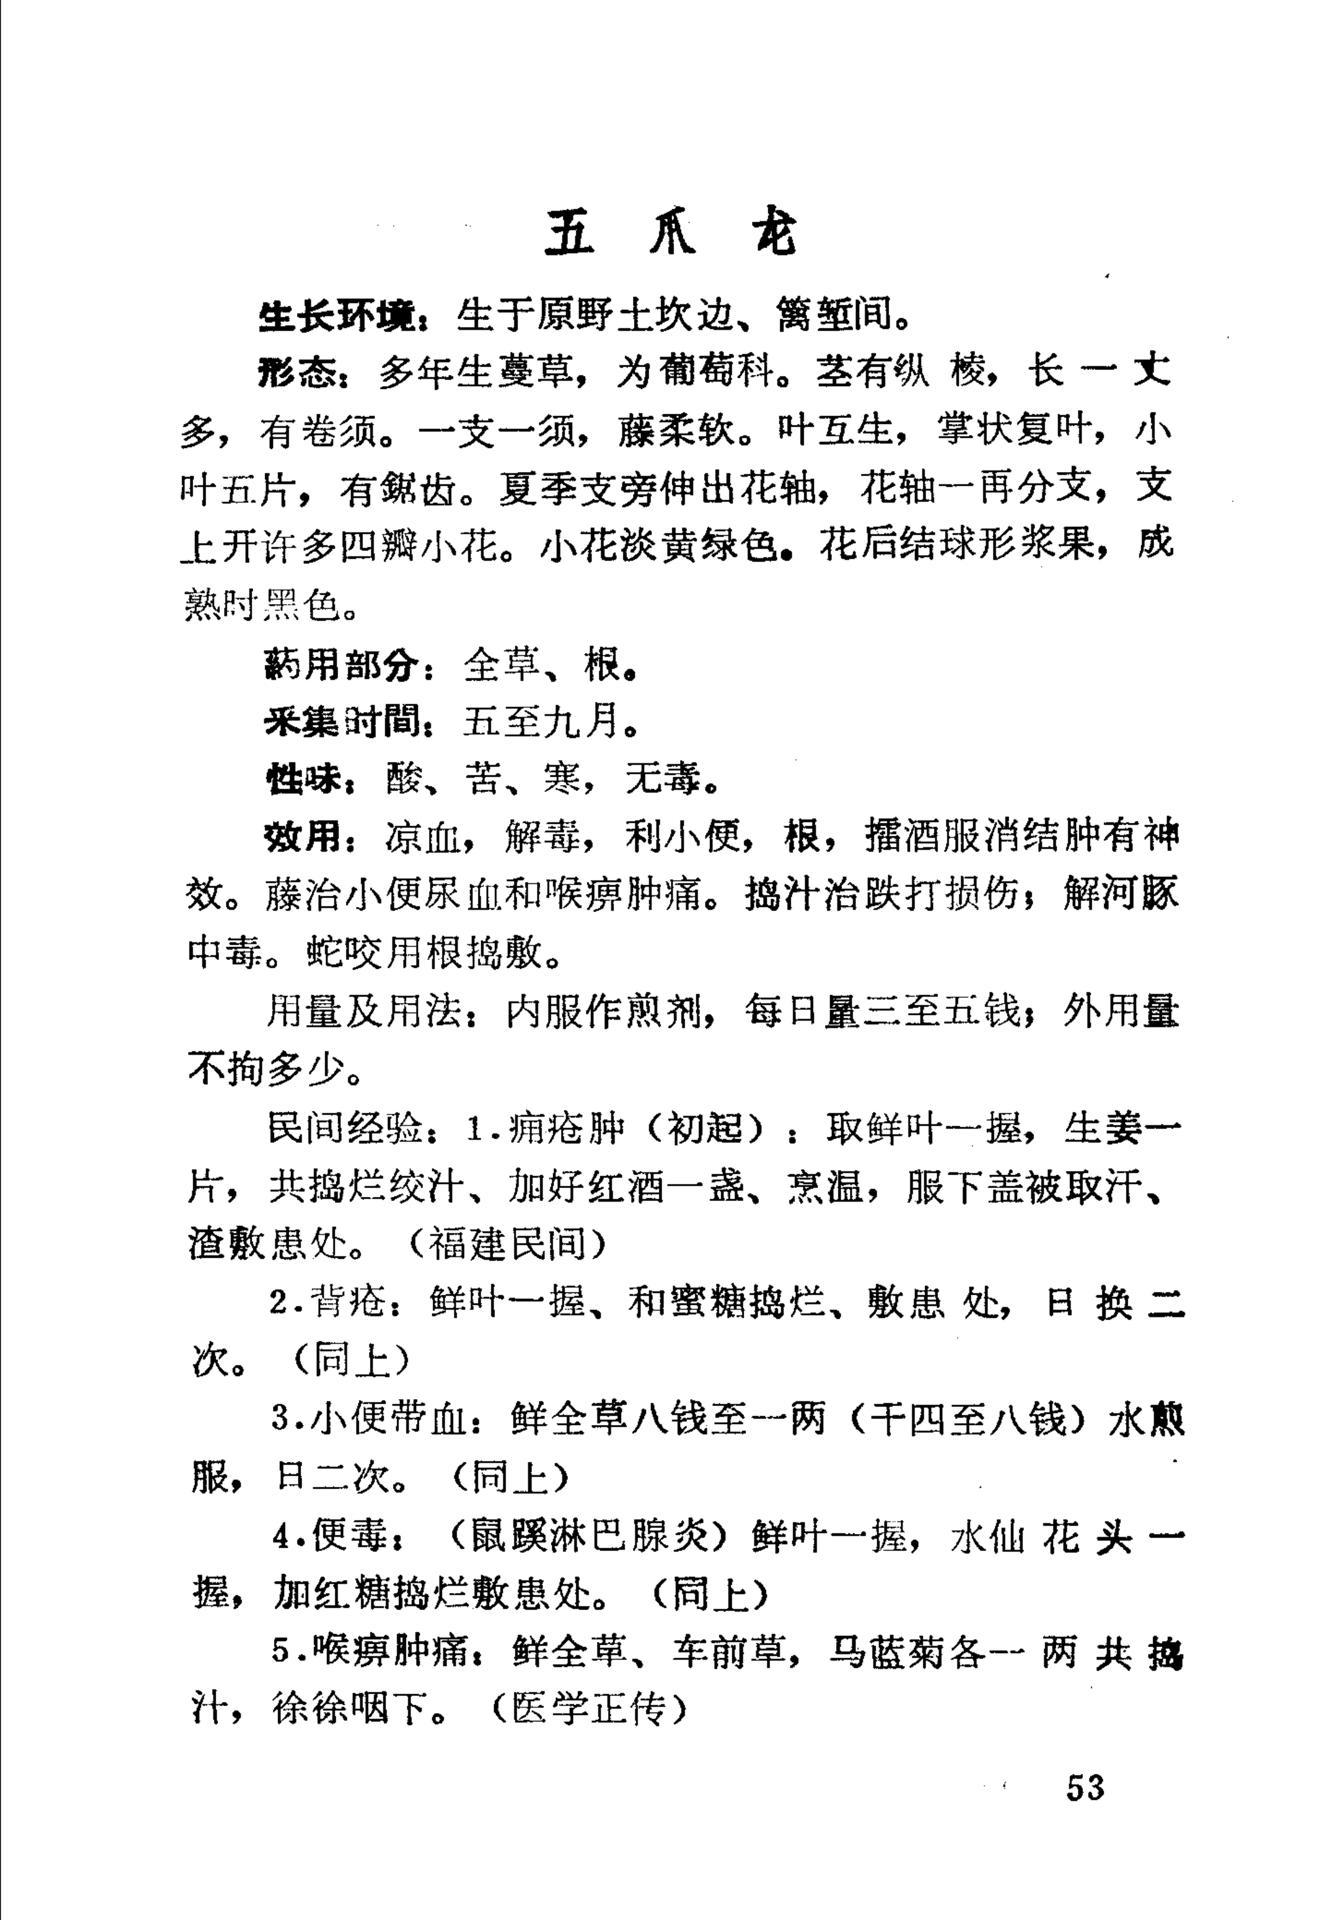 五爪龙
生长环境：生于原野土坎边、篱堑间。
形态：多年生蔓草，为葡萄科。茎有纵棱，长一丈
多，有卷须。一支一须，藤柔软。叶互生，掌状复叶，小
叶五片，有鋸齿。夏季支旁伸出花轴，花轴一再分支，支
上开许多四瓣小花。小花淡黄绿色。花后结球形浆果，成
熟时黑色。
葯用部分：全草、根。
采集时間：五至九月。
性味：酸、苦、寒，无毒。
效用：凉血，解毒，利小便，根，擂酒服消结肿有神
效。藤治小便尿血和喉痹肿痛。捣汁治跌打损伤；解河豚
中毒。蛇咬用根捣敷。
用量及用法：内服作煎剂，每日量三至五钱；外用量
不拘多少。
民间经验：1.痈疮肿（初起）：取鲜叶一握，生姜一
片，共捣烂绞汁、加好红酒一盏、烹温，服下盖被取汗、
渣敷患处。（福建民间）
2.背疮：鲜叶一握、和蜜糖捣烂、敷患处，日换二
次。（同上）
3.小便带血：鲜全草八钱至一两（干四至八钱）水煎
服，日二次。（同上）
4.便毒：（鼠蹊淋巴腺炎）鲜叶一握，水仙花头一
握，加红糖捣烂敷患处。（同上）
5.喉痹肿痛：鲜全草、车前草，马蓝菊各一两共捣
汁，徐徐咽下。（医学正传）
53